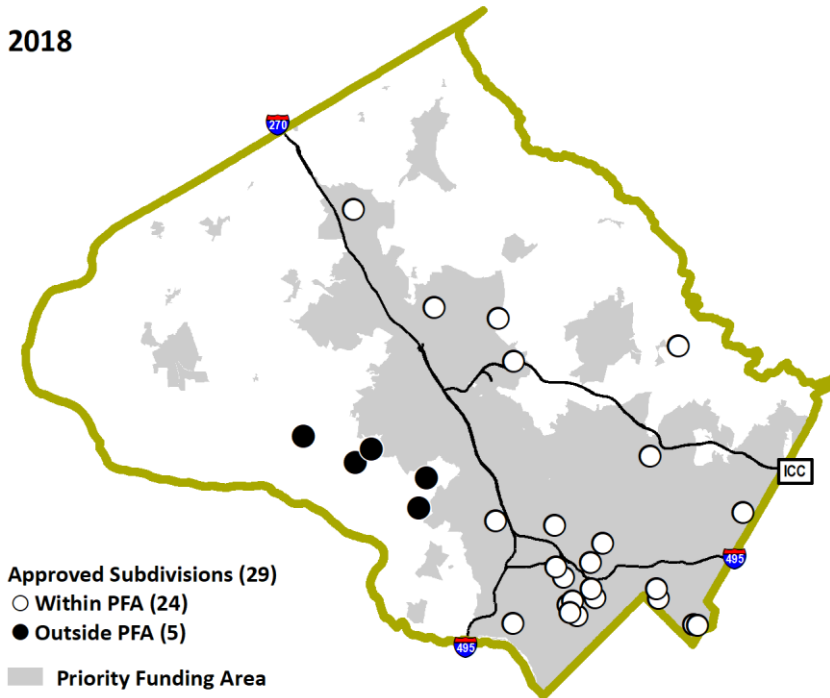 2018
270
ICC
495
Approved Subdivisions (29)
Within PFA (24)
Outside PFA (5)
495
Priority Funding Area